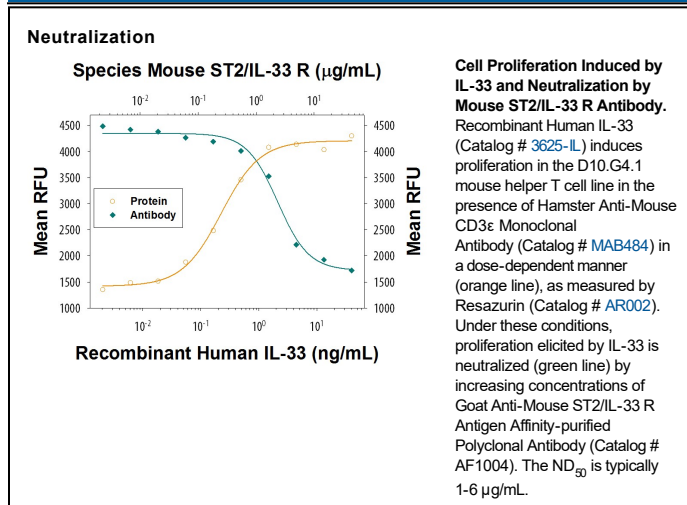 Neutralization
Species Mouse ST2/IL-33 R (µg/mL)
10-2 10-1 100 101
4500 4500
4000 4000
3500 3500
3000 3000
2500 2500
2000 2000
1500 1500
1000 1000
Mean RFU
Mean RFU
Protein
Antibody
10-2 10-1 100 101
Recombinant Human IL-33 (ng/mL)
Cell Proliferation Induced by
IL-33 and Neutralization by
Mouse ST2/IL-33 R Antibody.
Recombinant Human IL-33
(Catalog # 3625-IL) induces
proliferation in the D10.G4.1
mouse helper T cell line in the
presence of Hamster Anti-Mouse
CD3ε Monoclonal
Antibody (Catalog # MAB484) in
a dose-dependent manner
(orange line), as measured by
Resazurin (Catalog # AR002).
Under these conditions,
proliferation elicited by IL-33 is
neutralized (green line) by
increasing concentrations of
Goat Anti-Mouse ST2/IL-33 R
Antigen Affinity-purified
Polyclonal Antibody (Catalog #
AF1004). The ND50 is typically
1-6 µg/mL.